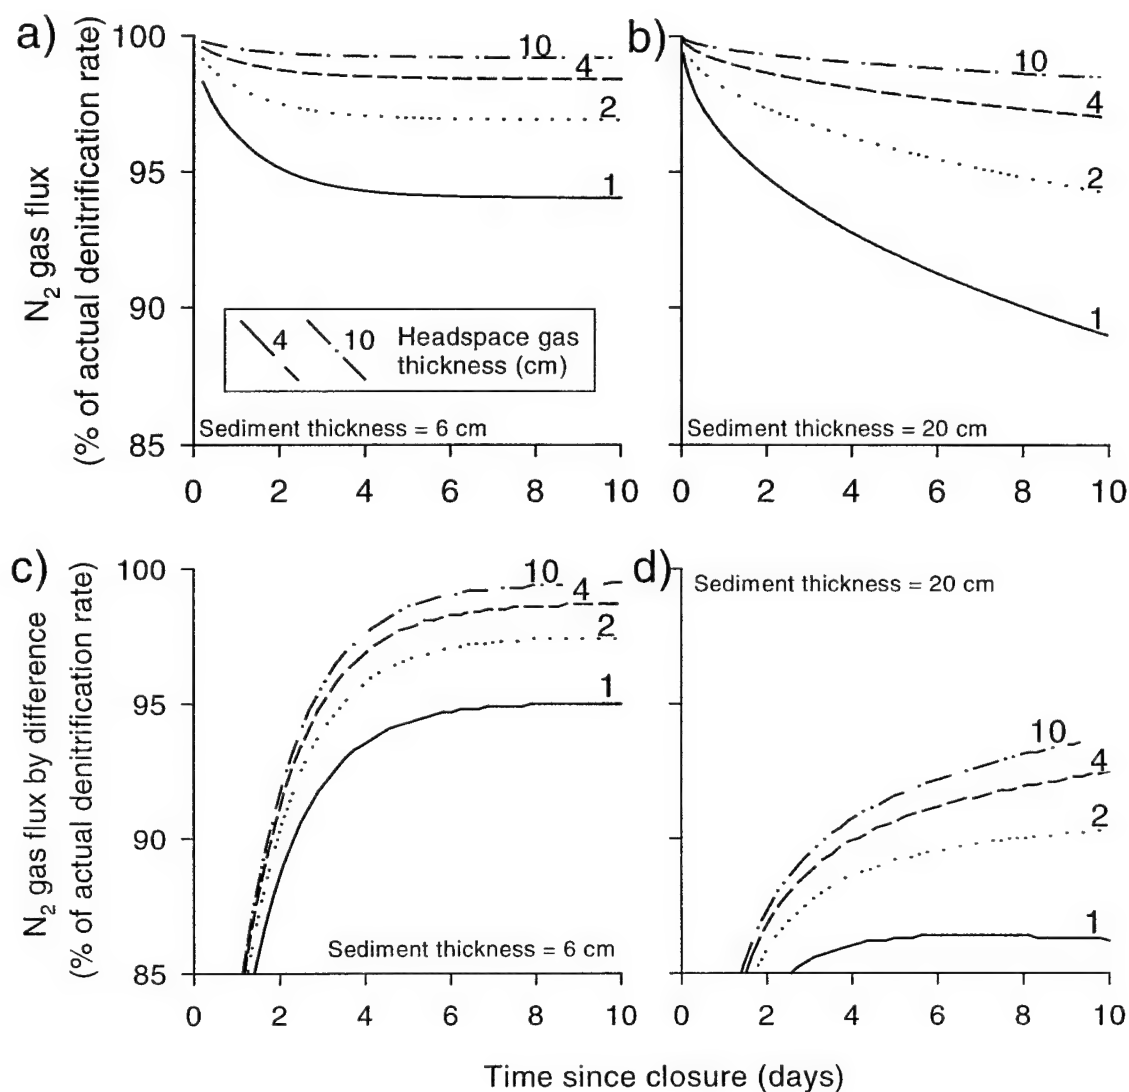 a)
100
95
90
85
N₂ gas flux
(% of actual denitrification rate)
10
4
2
1
4 10 Headspace gas
thickness (cm)
Sediment thickness = 6 cm
0 2 4 6 8 10
b)
10
4
2
1
Sediment thickness = 20 cm
0 2 4 6 8 10
c)
100
95
90
85
N₂ gas flux by difference
(% of actual denitrification rate)
10
4
2
1
Sediment thickness = 6 cm
0 2 4 6 8 10
d)
Sediment thickness = 20 cm
10
4
2
1
0 2 4 6 8 10
Time since closure (days)